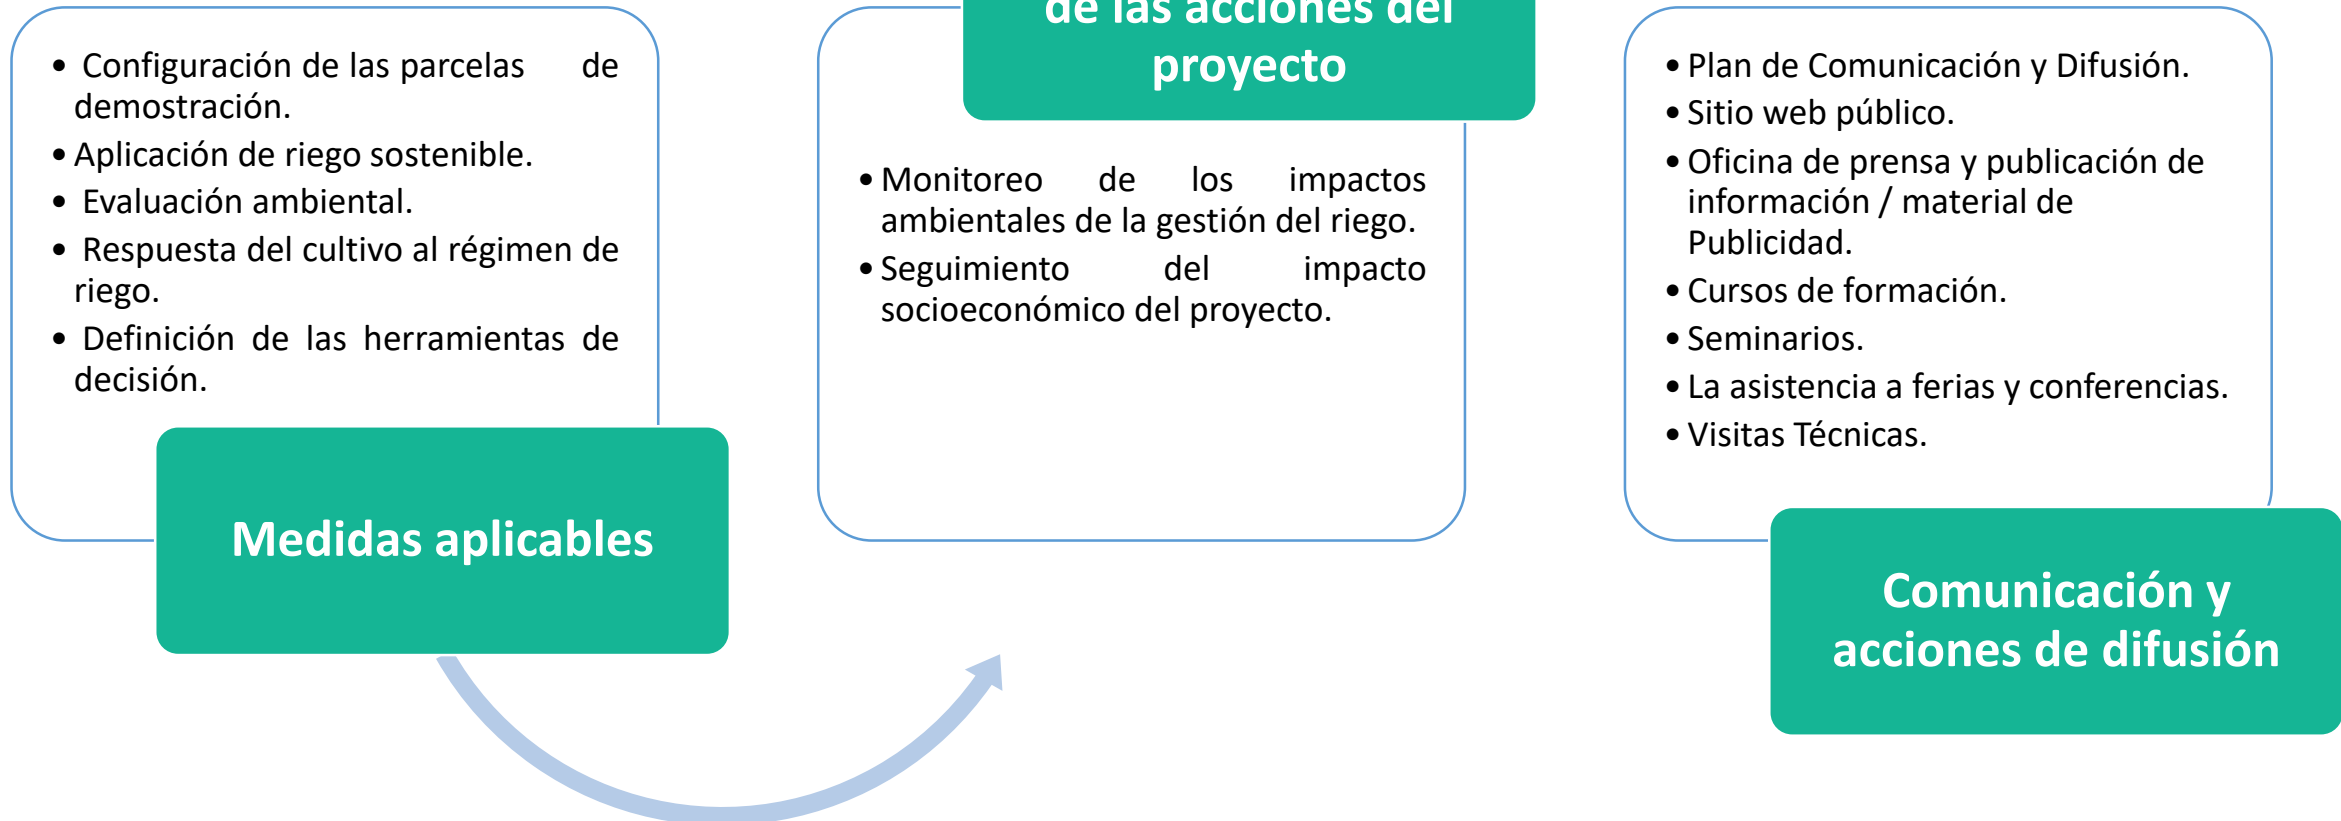 • Configuración de las parcelas de
demostración.
• Aplicación de riego sostenible.
• Evaluación ambiental.
• Respuesta del cultivo al régimen de
riego.
• Definición de las herramientas de
decisión.
Medidas aplicables
de las acciones del
proyecto
• Monitoreo de los impactos
ambientales de la gestión del riego.
• Seguimiento del impacto
socioeconómico del proyecto.
• Plan de Comunicación y Difusión.
• Sitio web público.
• Oficina de prensa y publicación de
información / material de
Publicidad.
• Cursos de formación.
• Seminarios.
• La asistencia a ferias y conferencias.
• Visitas Técnicas.
Comunicación y
acciones de difusión